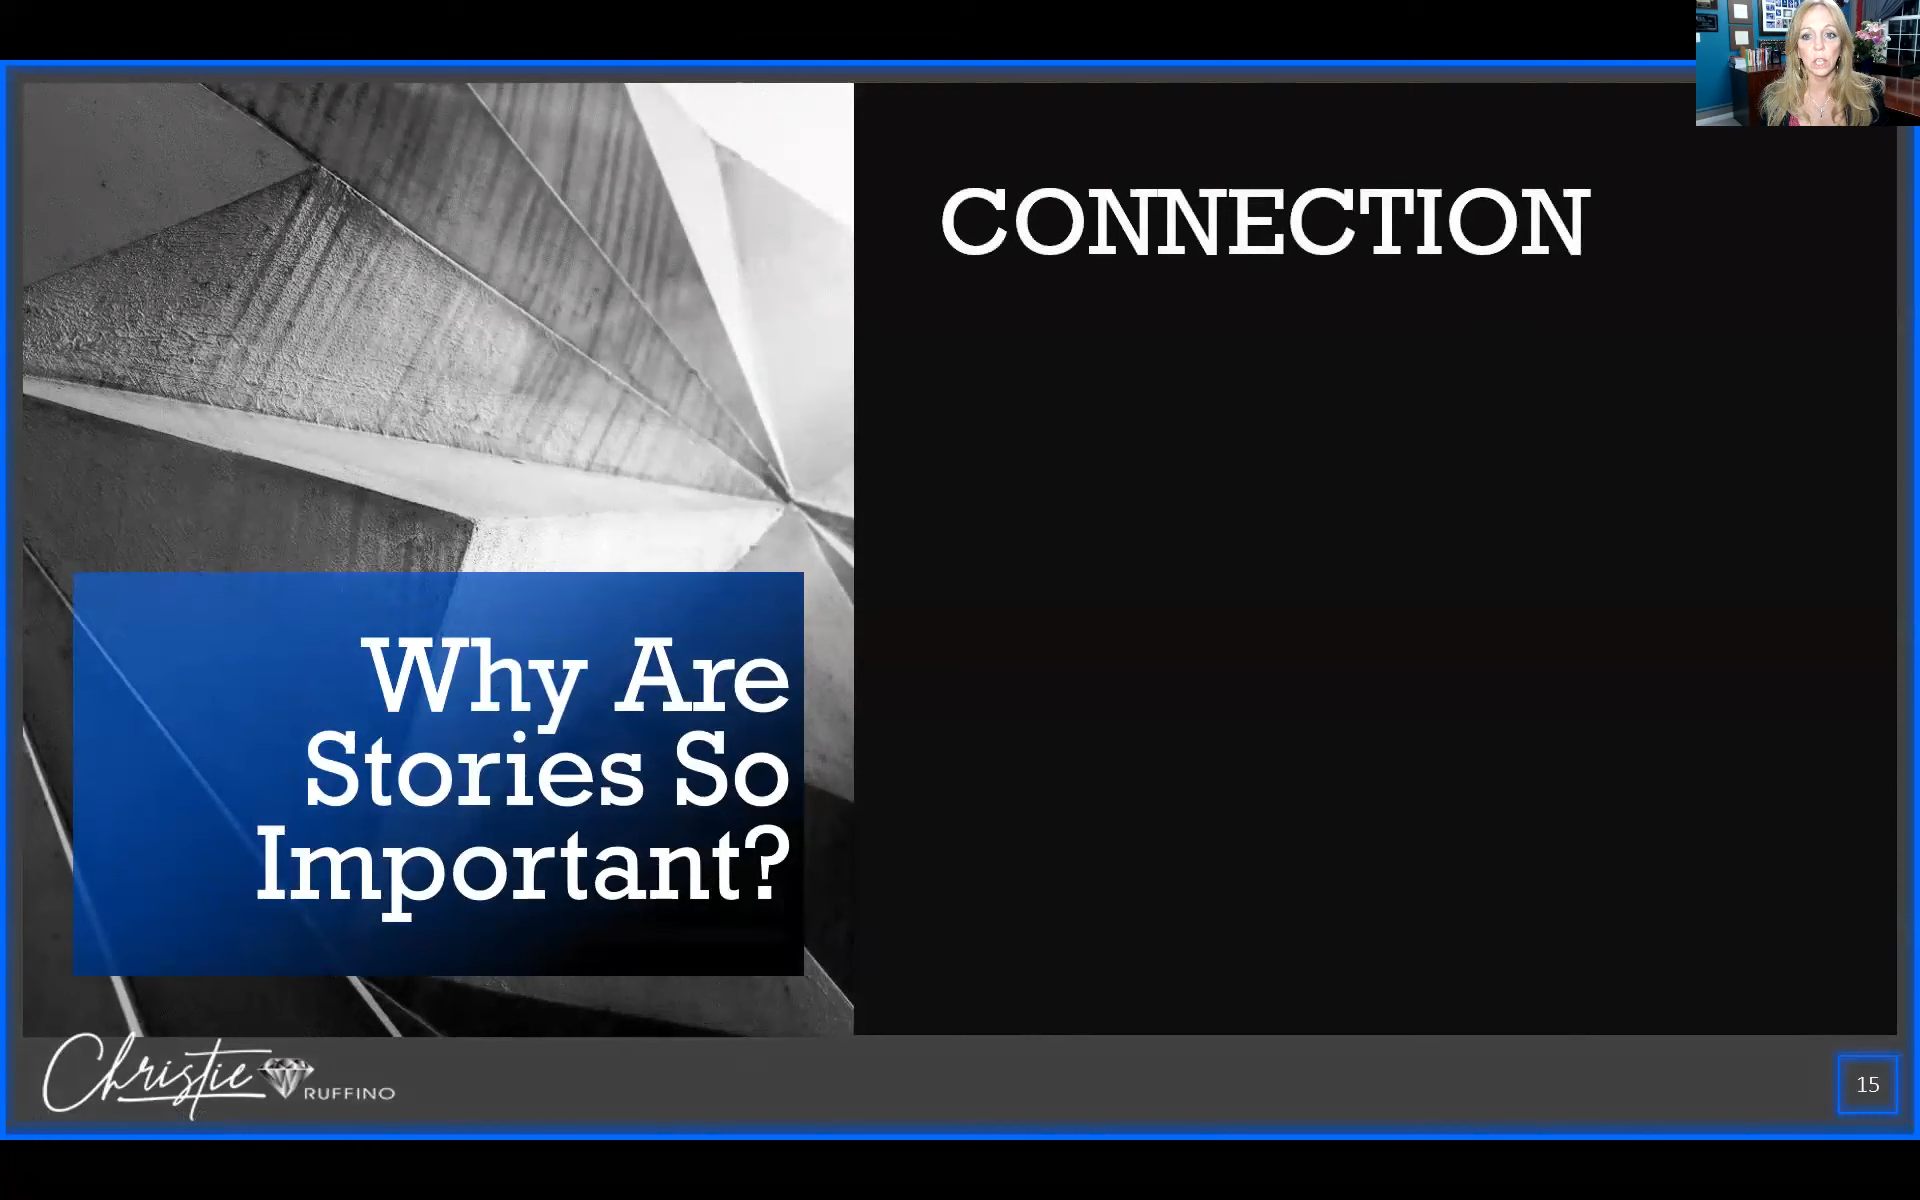 CONNECTION
Why Are
Stories So
Important?
Christie
RUFFINO
15